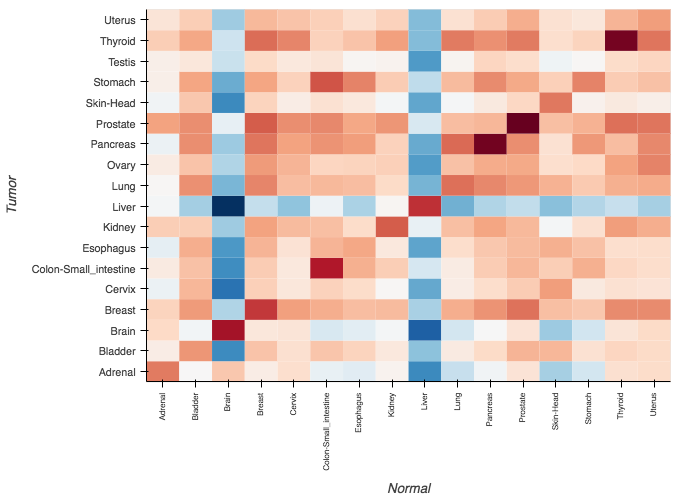 Uterus
Thyroid
Testis
Stomach
Skin-Head
Prostate
Pancreas
Ovary
Lung
Liver
Kidney
Esophagus
Colon-Small_intestine
Cervix
Breast
Brain
Bladder
Adrenal
Tumor
Adrenal
Bladder
Brain
Breast
Cervix
Colon-Small_intestine
Esophagus
Kidney
Liver
Lung
Pancreas
Prostate
Skin-Head
Stomach
Thyroid
Uterus
Normal